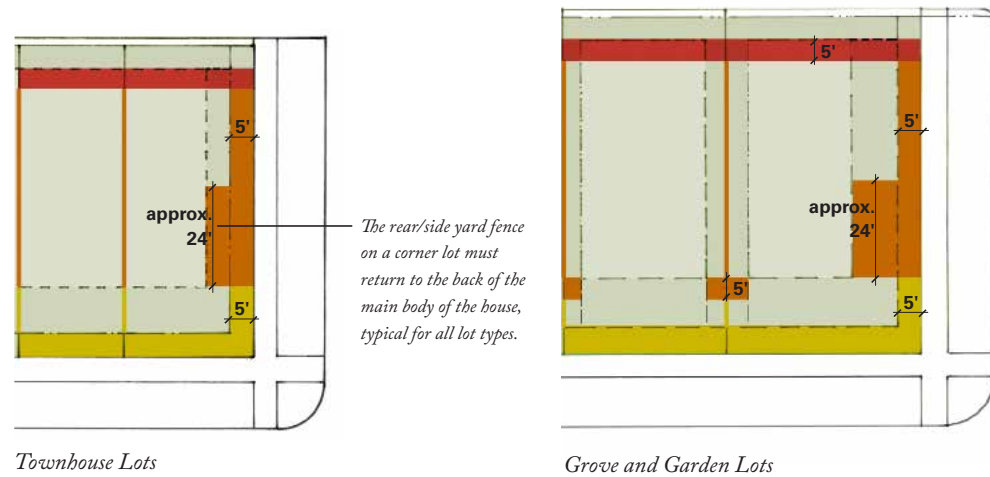 5'
approx.
24'
5'
The rear/side yard fence
on a corner lot must
return to the back of the
main body of the house,
typical for all lot types.
Townhouse Lots
5'
5'
approx.
24'
5'
5'
Grove and Garden Lots